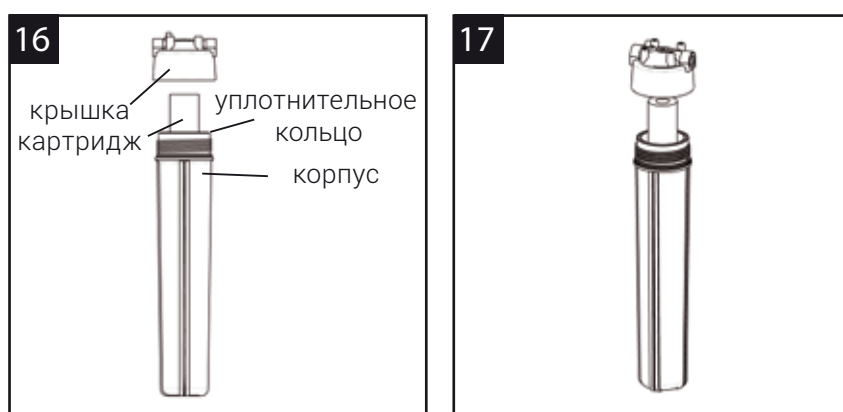 16
крышка
картридж
уплотнительное
кольцо
корпус
17